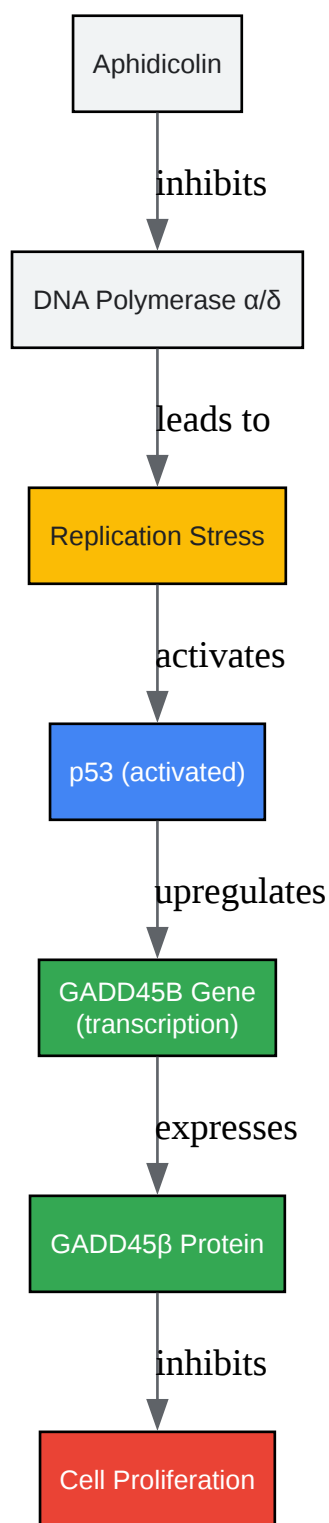 Aphidicolin
inhibits
DNA Polymerase α/δ
leads to
Replication Stress
activates
p53 (activated)
upregulates
GADD45B Gene
(transcription)
expresses
GADD45β Protein
inhibits
Cell Proliferation